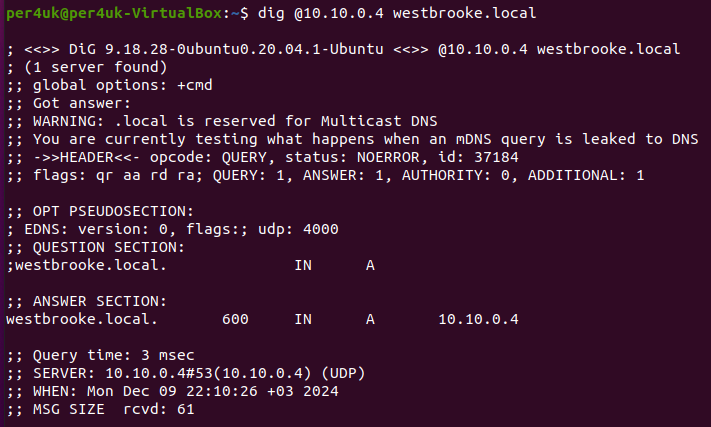 per4uk@per4uk-VirtualBox:~$ dig @10.10.0.4 westbrooke.local
; <<>> DiG 9.18.28-0ubuntu0.20.04.1-Ubuntu <<>> @10.10.0.4 westbrooke.local
; (1 server found)
;; global options: +cmd
;; Got answer:
;; WARNING: .local is reserved for Multicast DNS
;; You are currently testing what happens when an mDNS query is leaked to DNS
;; ->>HEADER<<- opcode: QUERY, status: NOERROR, id: 37184
;; flags: qr aa rd ra; QUERY: 1, ANSWER: 1, AUTHORITY: 0, ADDITIONAL: 1
;; OPT PSEUDOSECTION:
; EDNS: version: 0, flags:; udp: 4000
;; QUESTION SECTION:
;westbrooke.local. IN A
;; ANSWER SECTION:
westbrooke.local. 600 IN A 10.10.0.4
;; Query time: 3 msec
;; SERVER: 10.10.0.4#53(10.10.0.4) (UDP)
;; WHEN: Mon Dec 09 22:10:26 +03 2024
;; MSG SIZE rcvd: 61